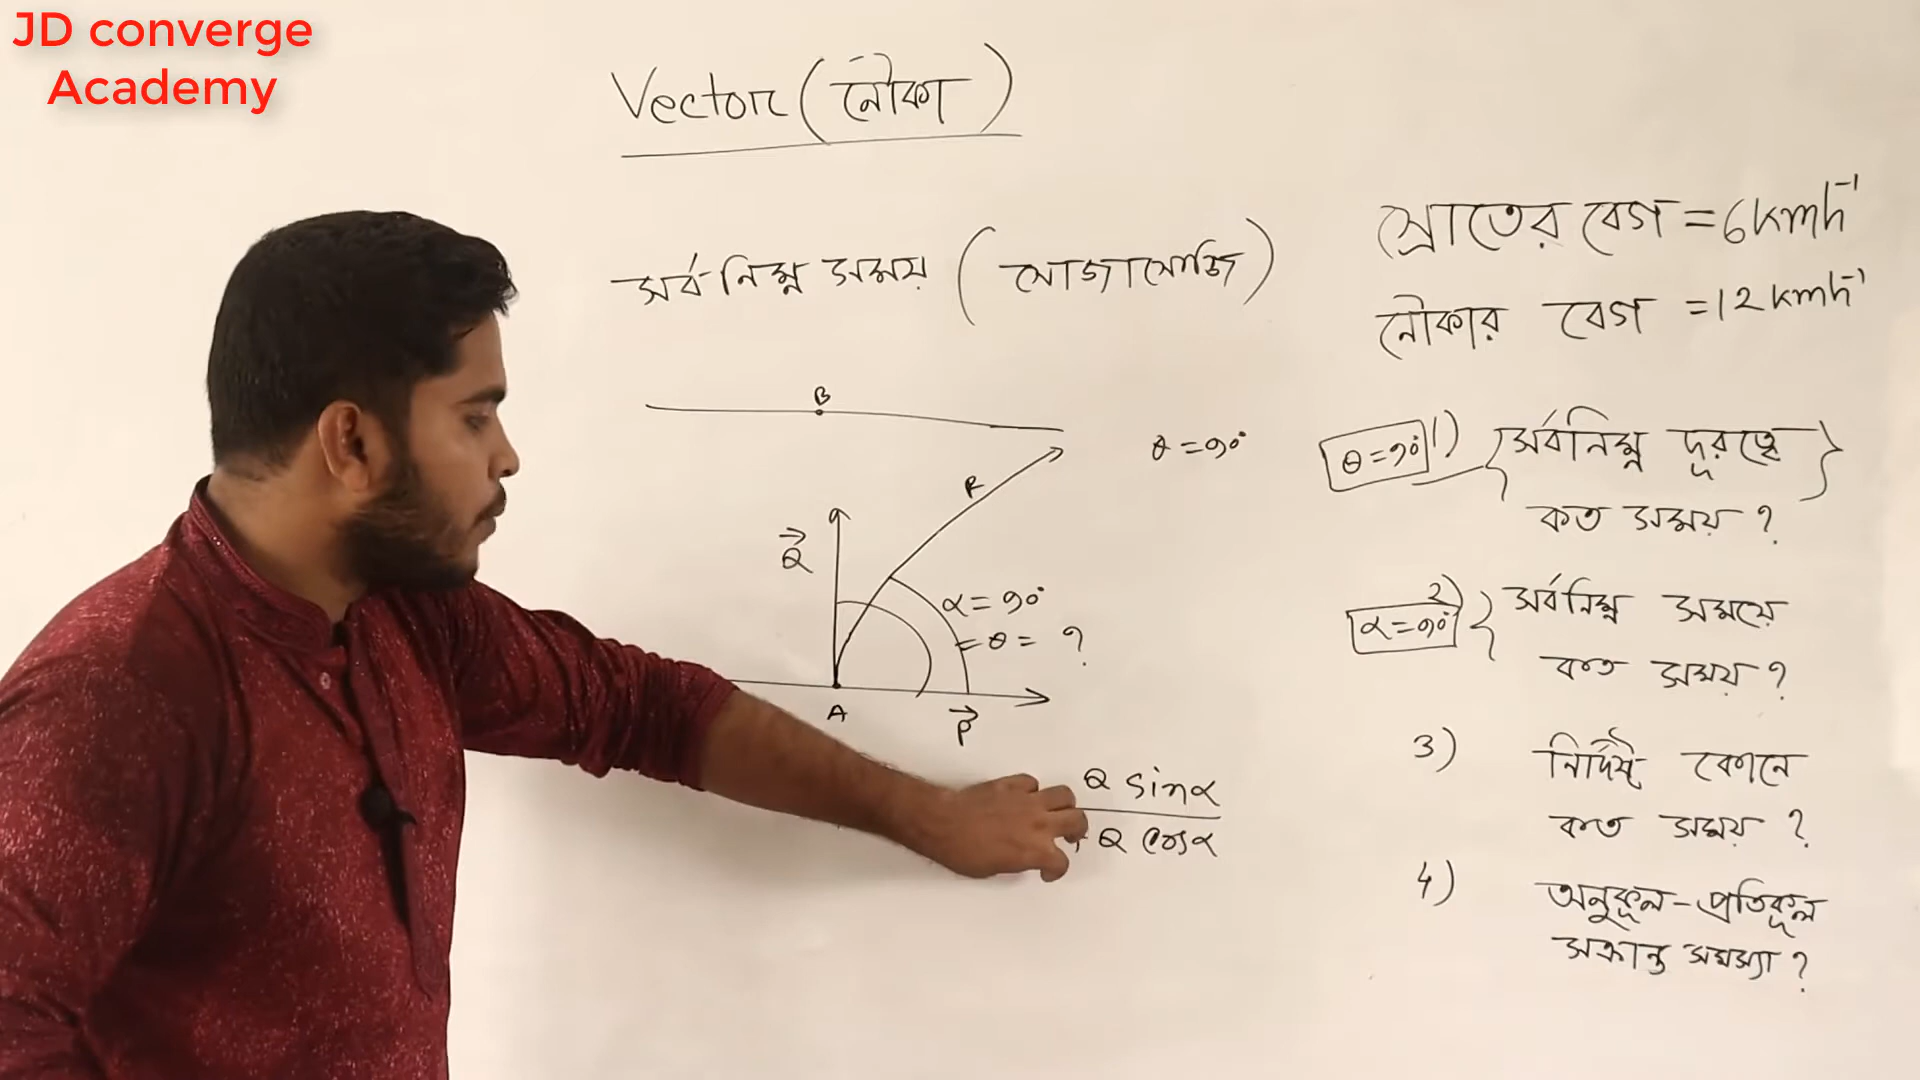 JD converge
Academy
Vector (নৌকা)
সর্বনিম্ন সময় (সোজাসোজি)
B
θ = 90°
R
Q
α = 90°
= θ = ?
A
P
Q sinα
+ Q cosα
স্রোতের বেগ = 6 kmh⁻¹
নৌকার বেগ = 12 kmh⁻¹
θ = 90° 1) { সর্বনিম্ন দূরত্বে }
কত সময় ?
α = 90° 2) { সর্বনিম্ন সময়ে
কত সময় ?
3) নির্দিষ্ট কোনে
কত সময় ?
4) অনুকূল - প্রতিকূল
সক্রান্ত সমস্যা ?